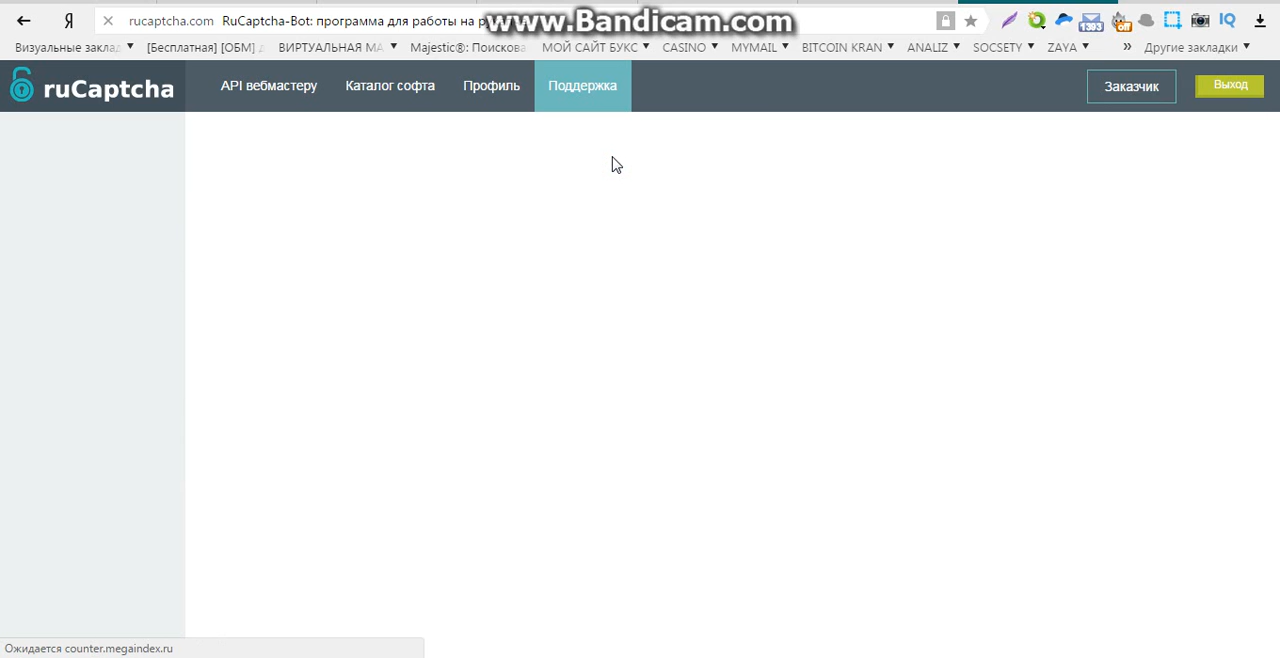 www.Bandicam.com
Я rucaptcha.com RuCaptcha-Bot: программа для работы на
Визуальные заклад [Бесплатная] [ОБМ] ВИРТУАЛЬНАЯ МА Majestic®: Поискова МОЙ САЙТ БУКС CASINO MYMAIL BITCOIN KRAN ANALIZ SOCSETY ZAYA » Другие закладки
ruCaptcha API вебмастеру Каталог софта Профиль Поддержка Заказчик Выход
Ожидается counter.megaindex.ru